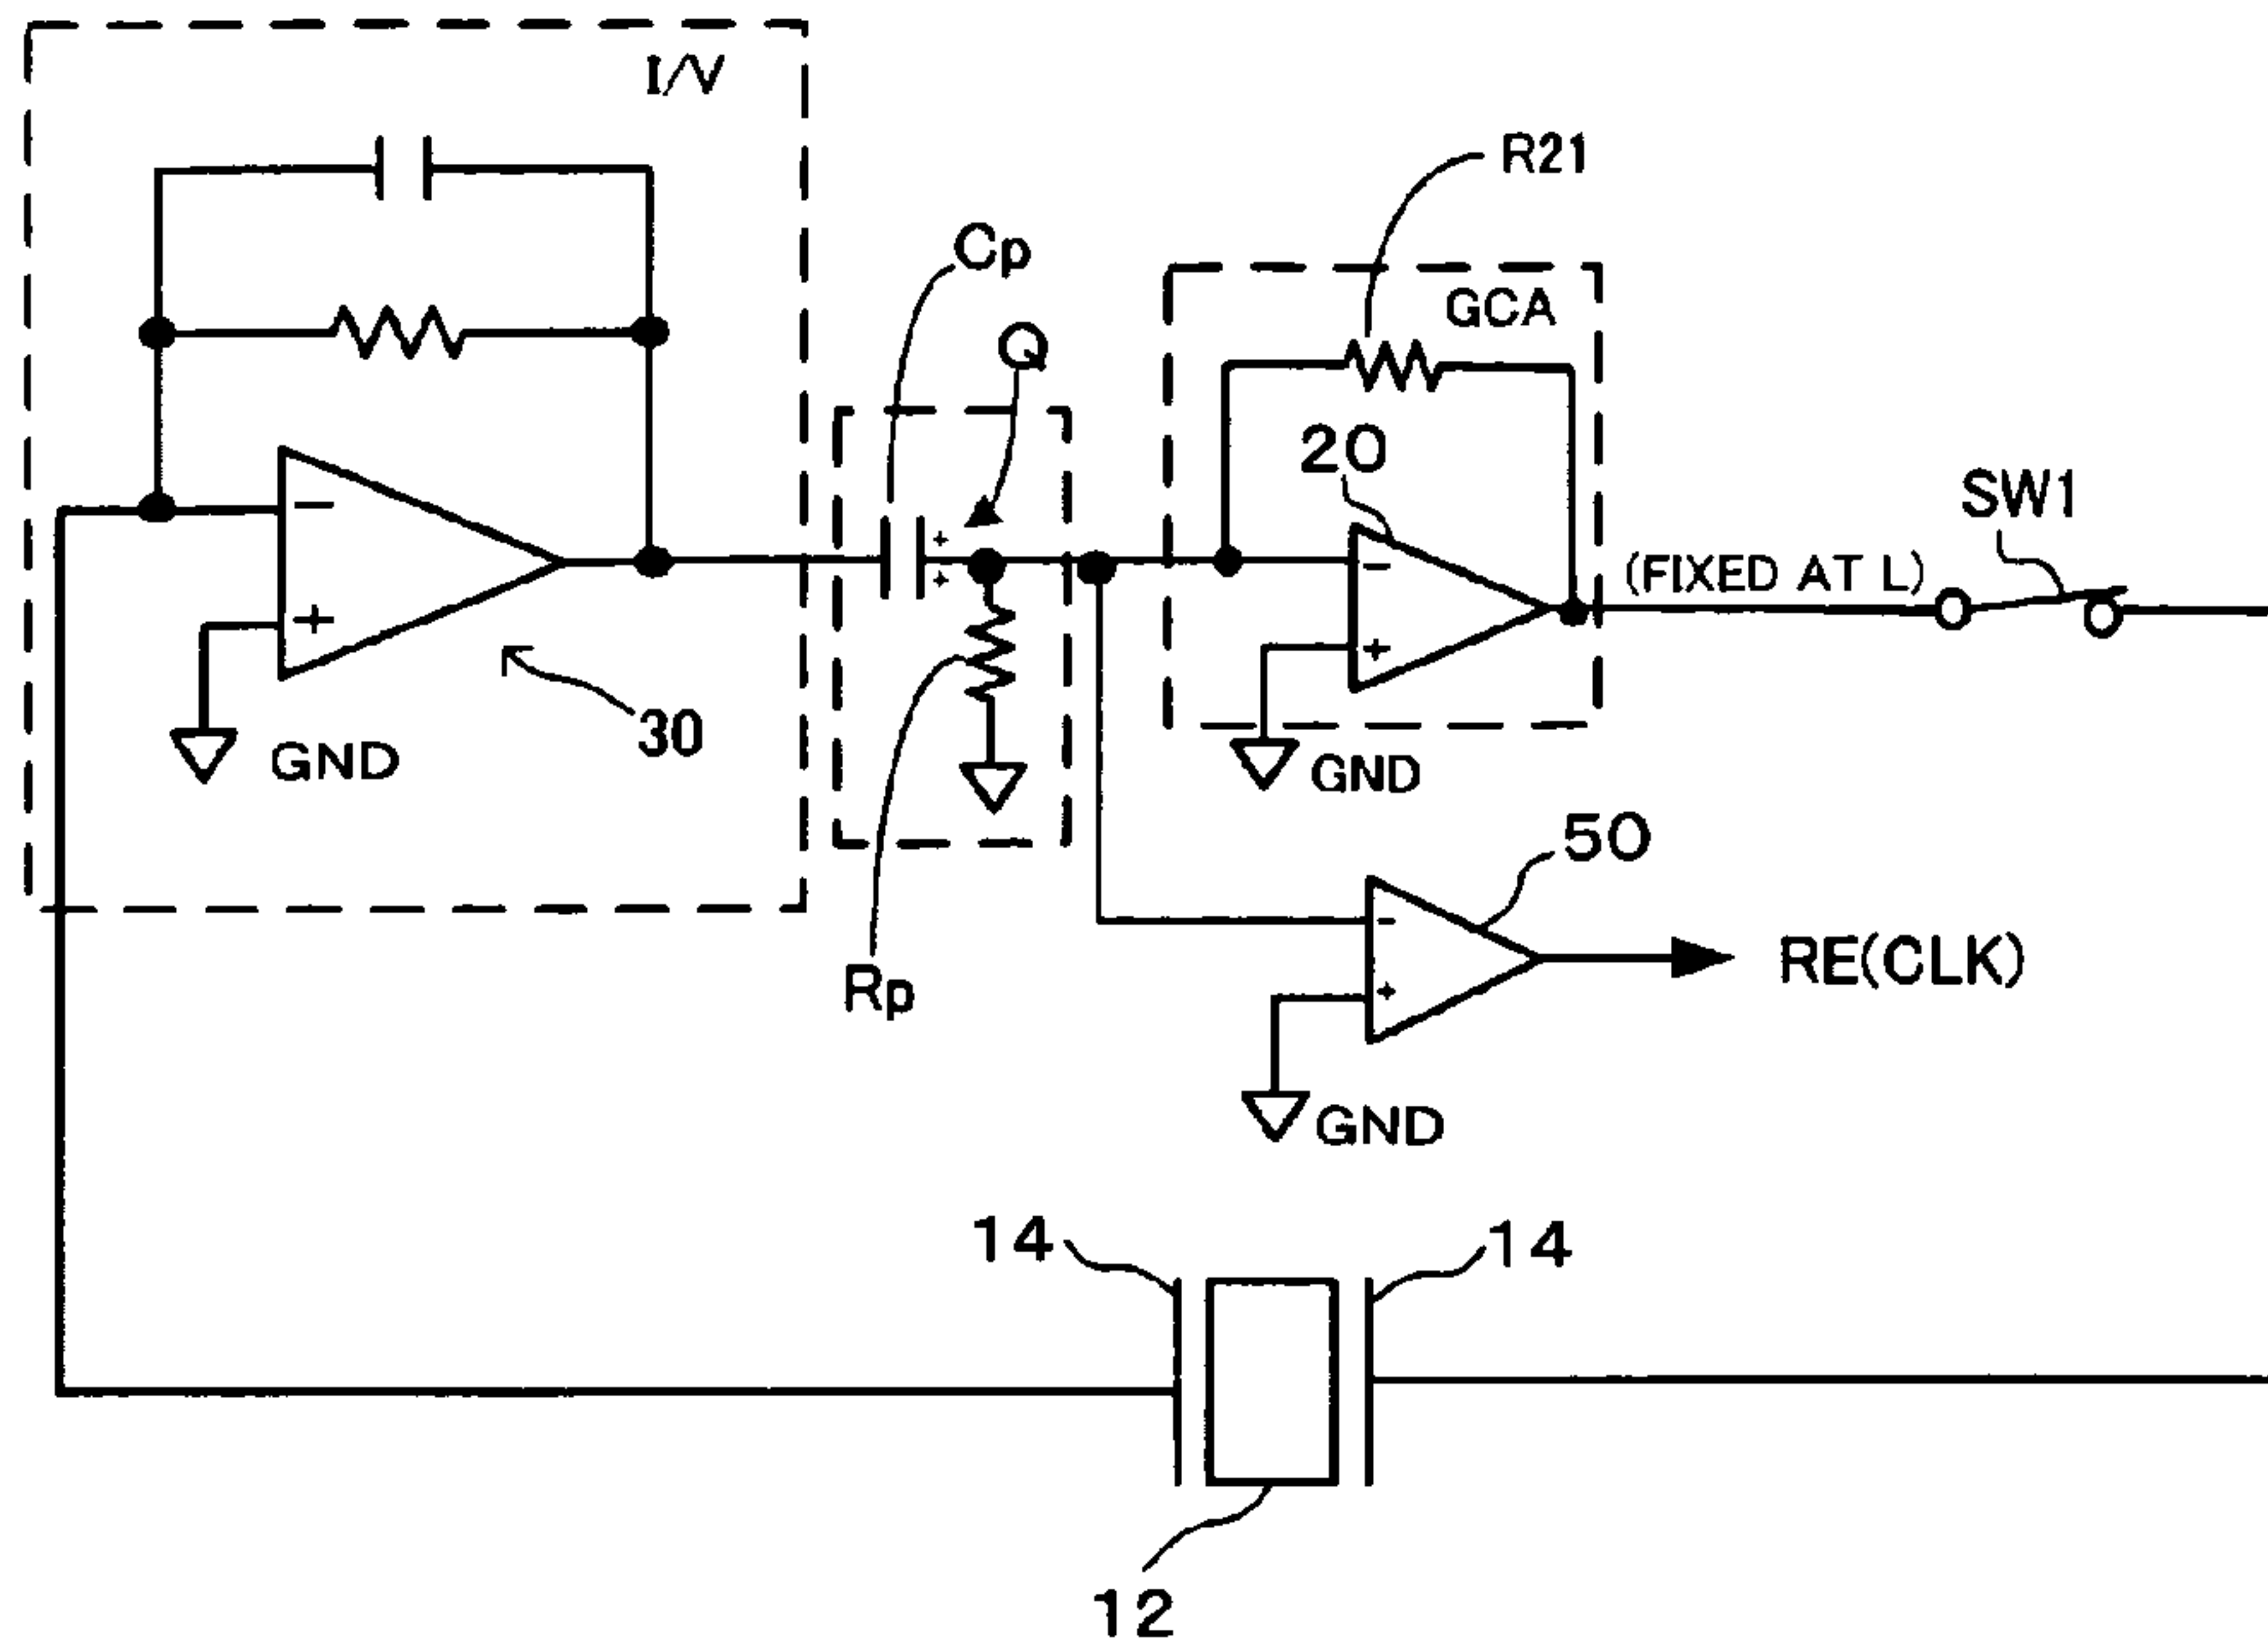 I/V
R21
Cp
GCA
Q
20
SW1
(FIXED AT L)
−
+
+
+
−
+
30
GND
GND
50
−
+
Rp
RE(CLK)
GND
14
14
12